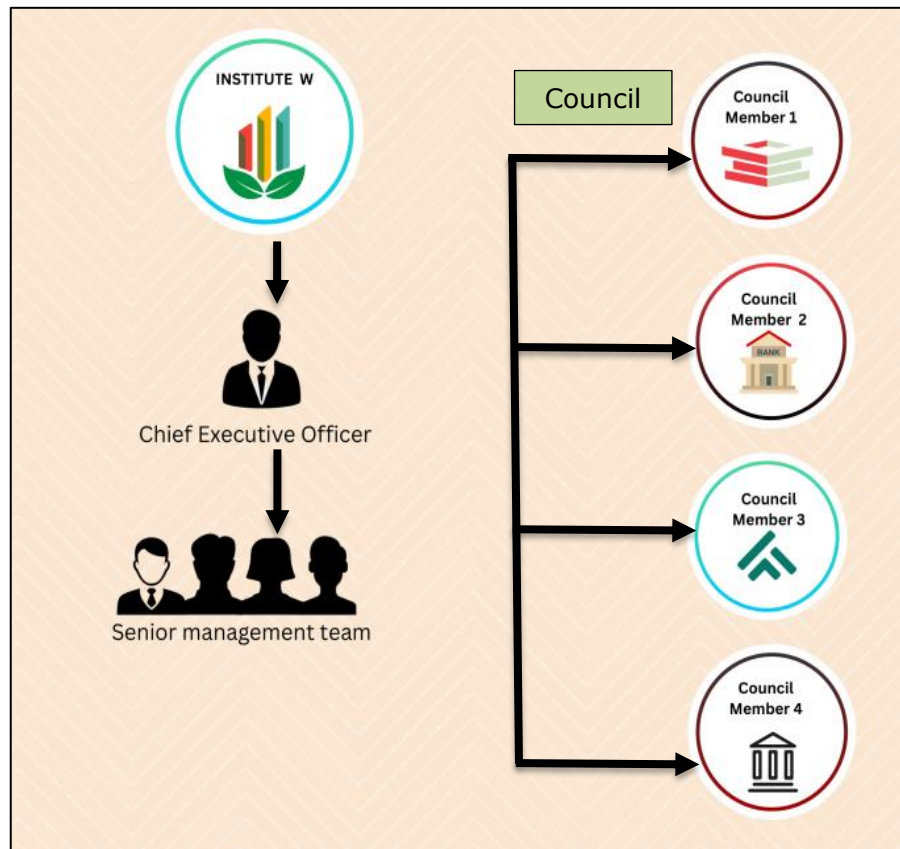 INSTITUTE W
Chief Executive Officer
Senior management team
Council
Council
Member 1
Council
Member 2
BANK
Council
Member 3
Council
Member 4